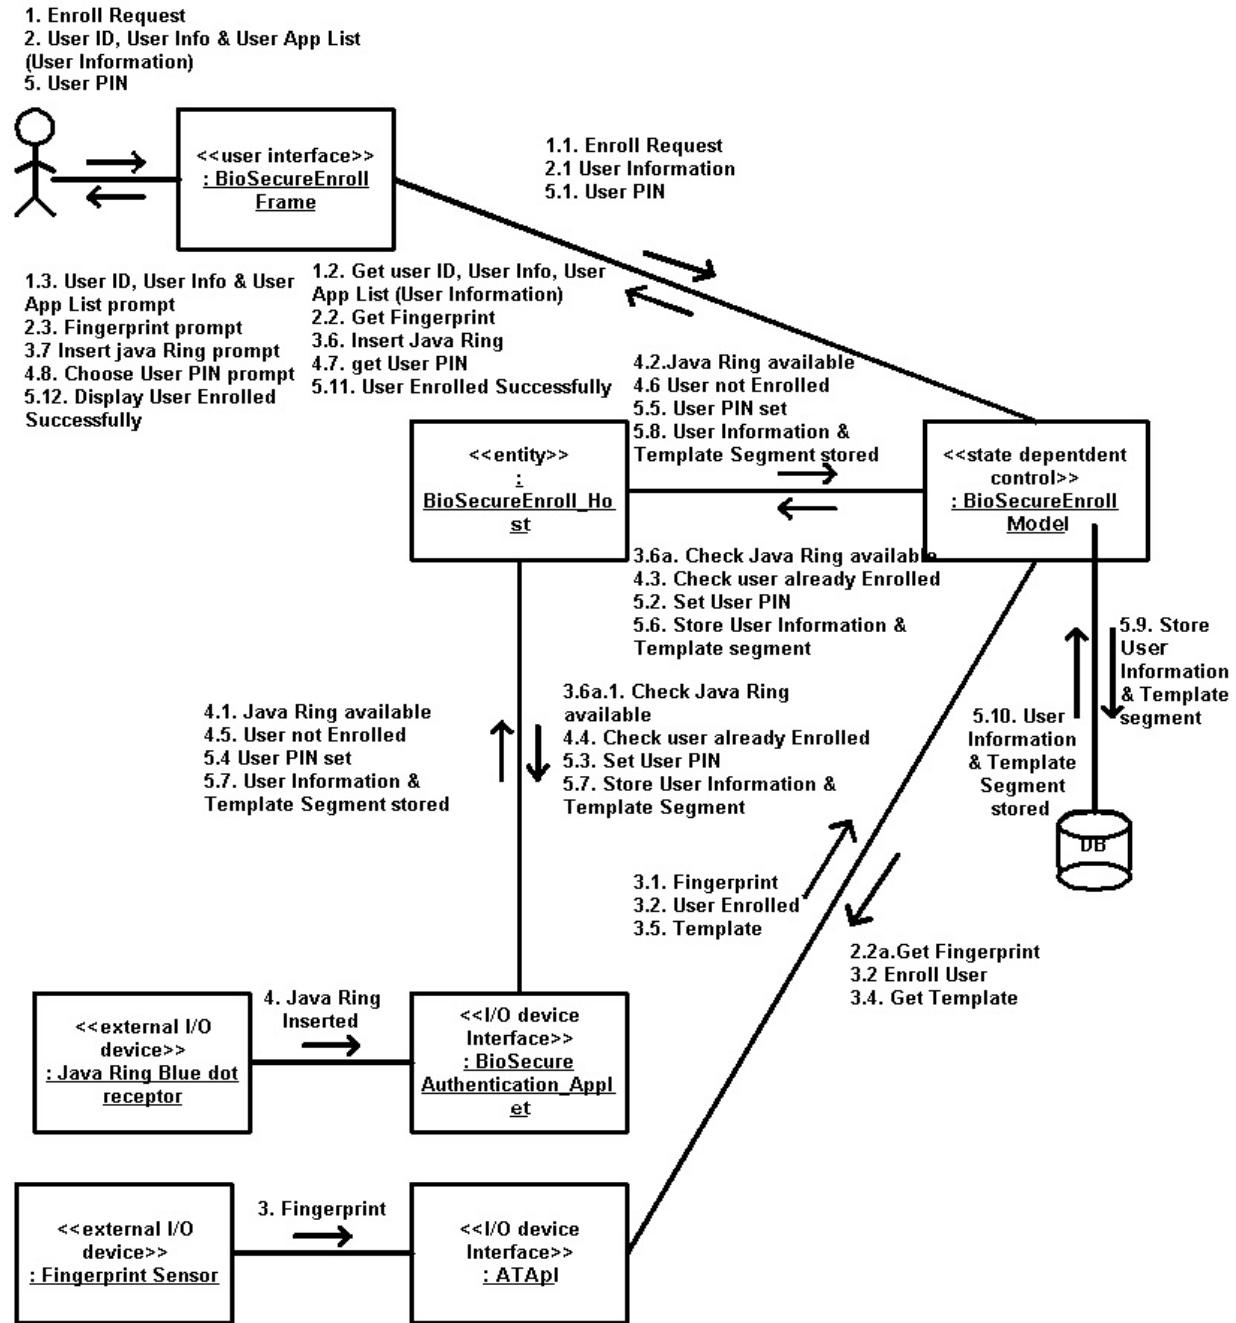 1. Enroll Request
2. User ID, User Info & User App List
(User Information)
5. User PIN
<<user interface>>
: BioSecureEnroll
Frame
1.1. Enroll Request
2.1 User Information
5.1. User PIN
1.3. User ID, User Info & User
App List prompt
2.3. Fingerprint prompt
3.7 Insert java Ring prompt
4.8. Choose User PIN prompt
5.12. Display User Enrolled
Successfully
1.2. Get user ID, User Info, User
App List (User Information)
2.2. Get Fingerprint
3.6. Insert Java Ring
4.7. get User PIN
5.11. User Enrolled Successfully
4.2.Java Ring available
4.6 User not Enrolled
5.5. User PIN set
5.8. User Information &
Template Segment stored
<<entity>>
:
BioSecureEnroll_Ho
st
<<state depentdent
control>>
: BioSecureEnroll
Model
3.6a. Check Java Ring available
4.3. Check user already Enrolled
5.2. Set User PIN
5.6. Store User Information &
Template segment
5.9. Store
User
Information
& Template
segment
5.10. User
Information
& Template
Segment
stored
DB
4.1. Java Ring available
4.5. User not Enrolled
5.4 User PIN set
5.7. User Information &
Template Segment stored
3.6a.1. Check Java Ring
available
4.4. Check user already Enrolled
5.3. Set User PIN
5.7. Store User Information &
Template Segment
3.1. Fingerprint
3.2. User Enrolled
3.5. Template
2.2a.Get Fingerprint
3.2 Enroll User
3.4. Get Template
<<external I/O
device>>
: Java Ring Blue dot
receptor
4. Java Ring
Inserted
<<I/O device
Interface>>
: BioSecure
Authentication_Appl
et
<<external I/O
device>>
: Fingerprint Sensor
3. Fingerprint
<<I/O device
Interface>>
: ATApI